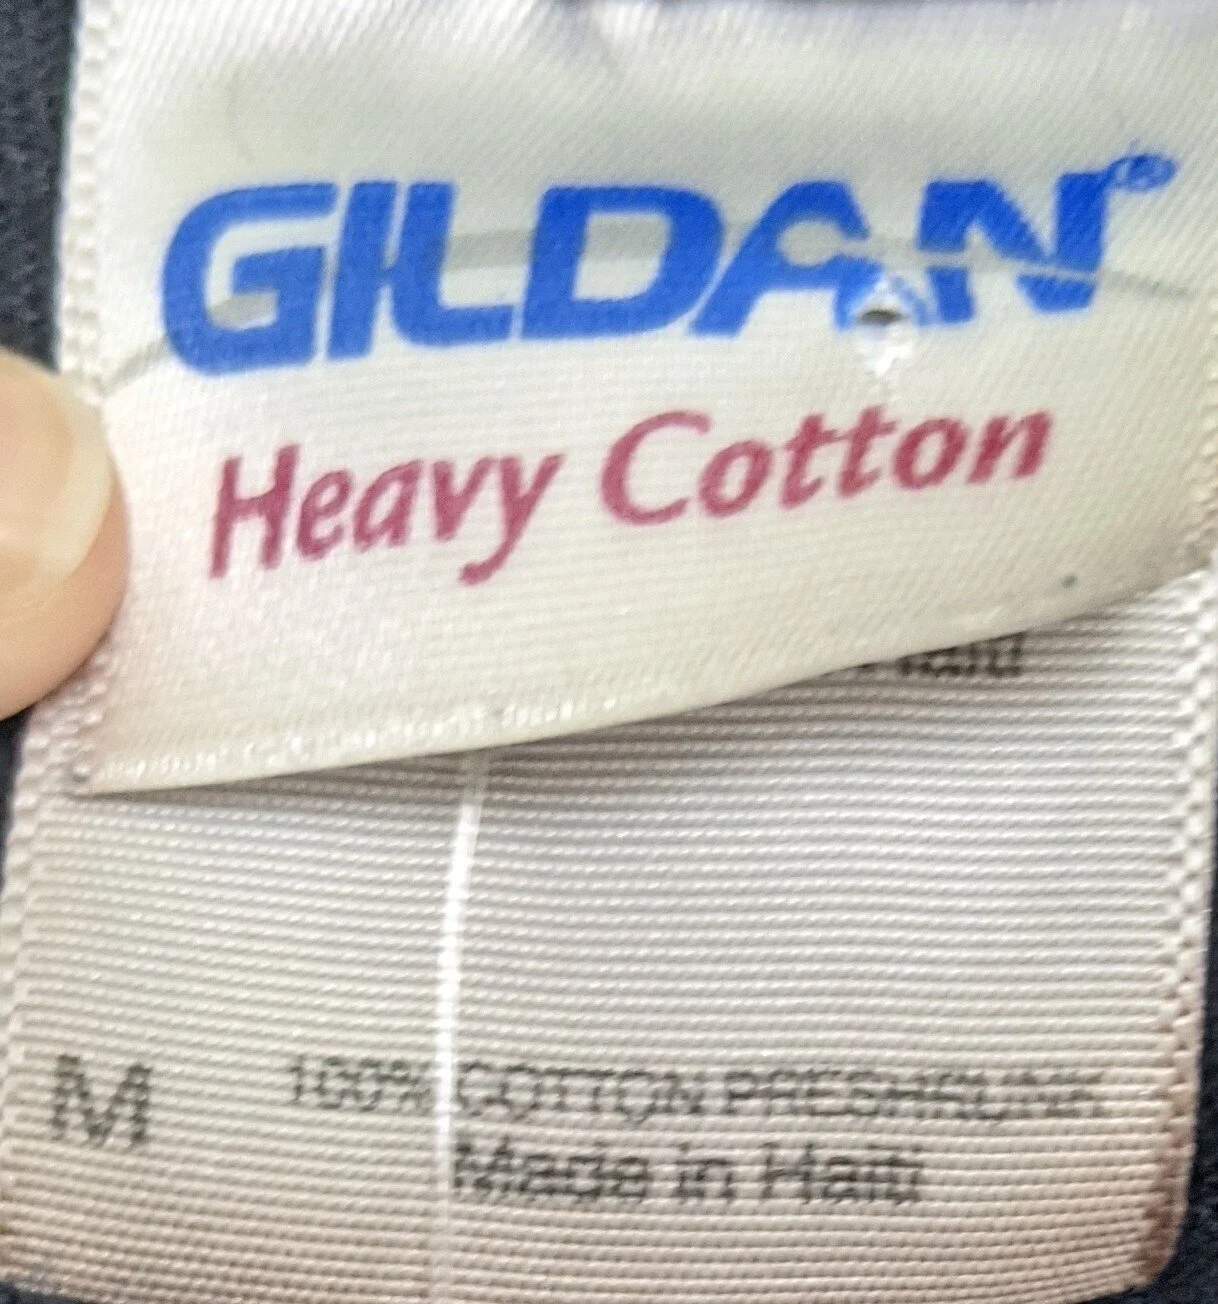 GILDAN®
Heavy Cotton
M 100% COTTON PRESHRUNK
Made in Haiti